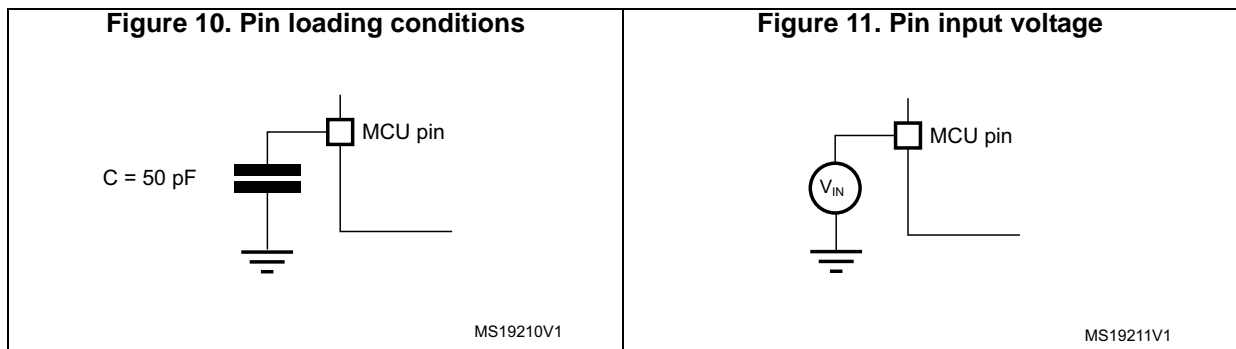 Figure 10. Pin loading conditions
MCU pin
C = 50 pF
MS19210V1
Figure 11. Pin input voltage
MCU pin
VIN
MS19211V1